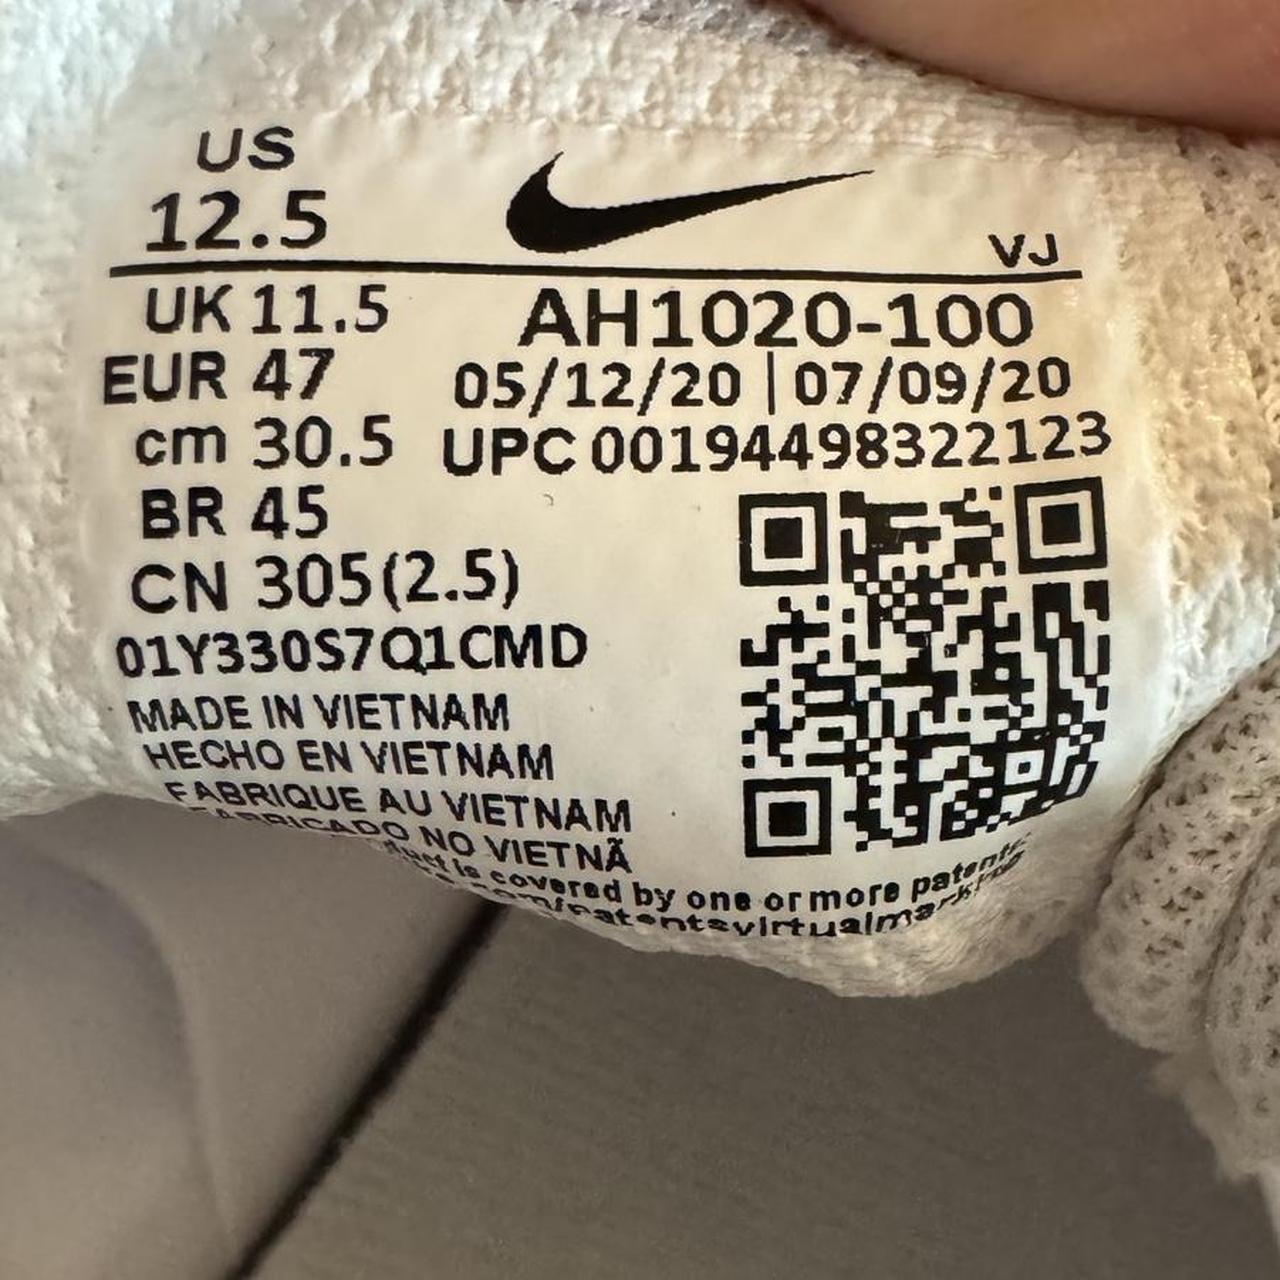 US
12.5
VJ
UK 11.5
AH1020-100
EUR 47
05/12/20 | 07/09/20
cm 30.5
UPC 00194498322123
BR 45
CN 305(2.5)
01Y330S7Q1CMD
MADE IN VIETNAM
HECHO EN VIETNAM
FABRIQUE AU VIETNAM
FABRICADO NO VIETNÃ
is covered by one or more patents.